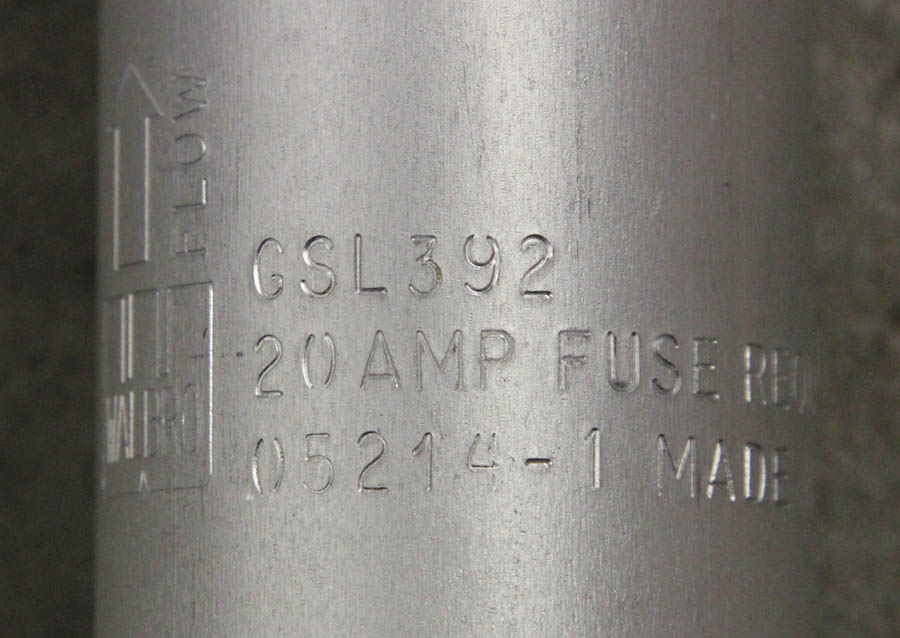 FLOW
GSL392
20 AMP FUSE
WALBRO
05214-1 MADE